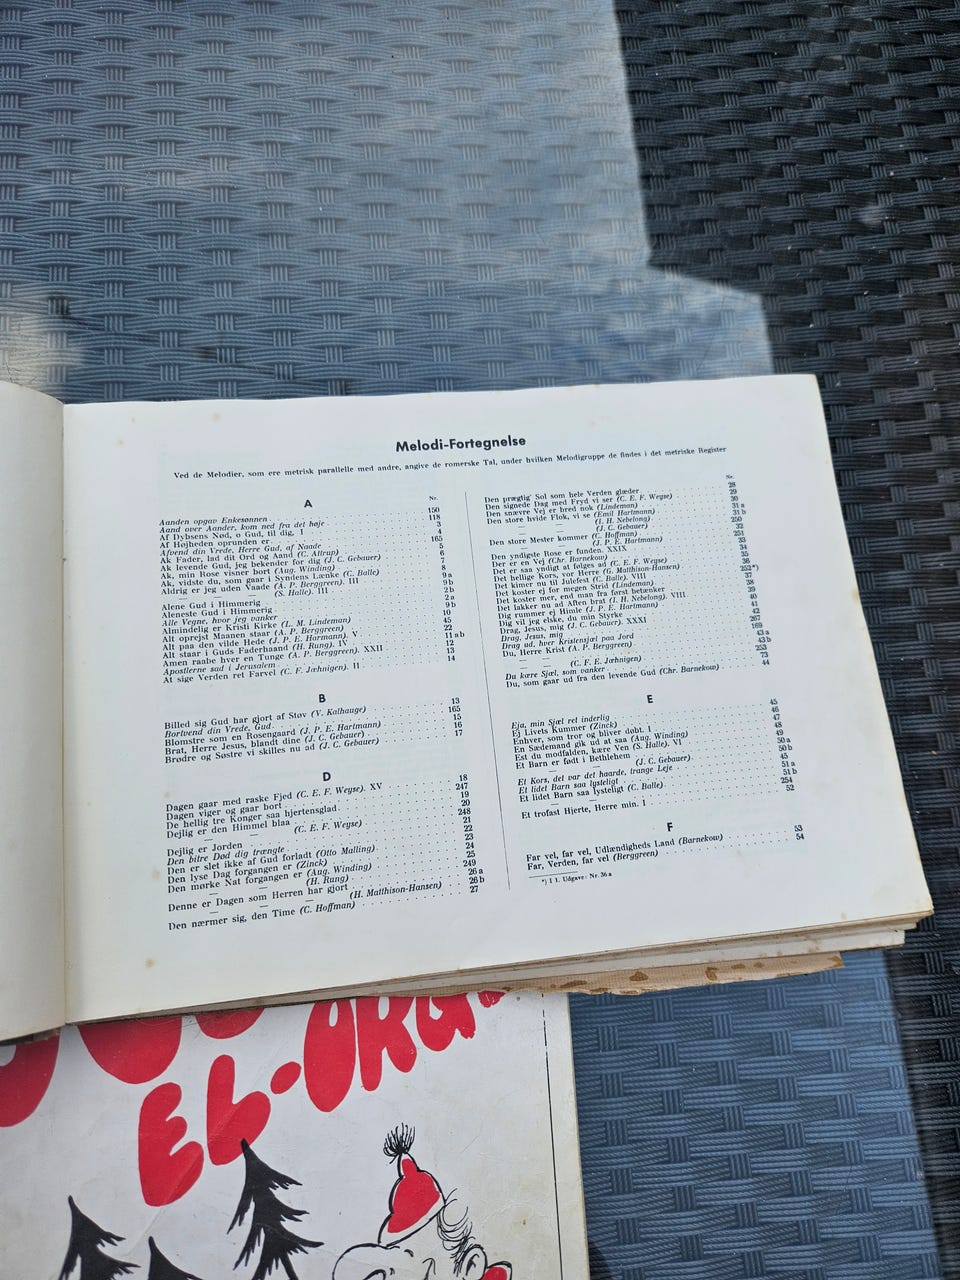 Melodi-Fortegnelse
Ved de Melodier, som ere metrisk parallelle med andre, angive de romerske Tal, under hvilken Melodigruppe de findes i det metriske Register
A
Nr.
Aanden opgav Enkesønnen 150
Aand over Aander, kom ned fra det høje 118
Af Dybsens Nød, o Gud, til dig, I 3
Af Højheden oprunden er 4
Afvend din Vrede, Herre Gud, af Naade 165
Ak Fader, lad dit Ord og Aand (C. Attrup) 5
Ak levende Gud, jeg bekender for dig (J. C. Gebauer) 6
Ak, min Rose visner bort (Aug. Winding) 7
Ak, vidste du, som gaar i Syndens Lænke (C. Balle) 8
Aldrig er jeg uden Vaade (A. P. Berggreen). III 9 a
— — (S. Halle). III 9 b
Alene Gud i Himmerig 2 b
Aleneste Gud i Himmerig 2 a
Alle Vegne, hvor jeg vanker 9 b
Almindelig er Kristi Kirke (L. M. Lindeman) 10
Alt oprejst Maanen staar (A. P. Berggreen) 45
Alt paa den vilde Hede (J. P. E. Hartmann). V 22
Alt staar i Guds Faderhaand (H. Rung). IV 11 a b
Amen raabe hver en Tunge (A. P. Berggreen). XXII 12
Apostlerne sad i Jerusalem 13
At sige Verden ret Farvel (C. F. Jæhnigen). II 14
B
Billed sig Gud har gjort af Støv (V. Kalhauge) 13
Bortvend din Vrede, Gud 165
Blomstre som en Rosengaard (J. P. E. Hartmann) 15
Brat, Herre Jesus, blandt dine (J. C. Gebauer) 16
Brødre og Søstre vi skilles nu ad (J. C. Gebauer) 17
D
Dagen gaar med raske Fjed (C. E. F. Weyse). XV 18
Dagen viger og gaar bort 247
De hellig tre Konger saa hjertensglad 19
Dejlig er den Himmel blaa 20
— — (C. E. F. Weyse) 248
Dejlig er Jorden 21
Den bitre Død dig trængte 22
Den er slet ikke af Gud forladt (Otto Malling) 23
Den lyse Dag forgangen er (Zinck) 24
Den mørke Nat forgangen er (Aug. Winding) 25
— — (H. Rung) 249
Denne er Dagen som Herren har gjort 26 a
— — (H. Matthison-Hansen) 26 b
Den nærmer sig, den Time (C. Hoffman) 27
Nr.
Den prægtig' Sol som hele Verden glæder 28
Den signede Dag med Fryd vi ser (C. E. F. Weyse) 29
Den snævre Vej er bred nok (Lindeman) 30
Den store hvide Flok, vi se (Emil Hartmann) 31 a
— — (I. H. Nebelong) 31 b
— — (J. C. Gebauer) 250
Den store Mester kommer (C. Hoffman) 32
— — (J. P. E. Hartmann) 251
Den yndigste Rose er funden. XXIX 33
Der er en Vej (Chr. Barnekow) 34
Det er saa yndigt at følges ad (C. E. F. Weyse) 35
Det hellige Kors, vor Herre (G. Matthison-Hansen) 36
Det kimer nu til Julefest (C. Balle). VIII 252*)
Det koster ej for megen Strid (Lindeman) 37
Det koster mer, end man fra først betænker 38
Det lakker nu ad Aften brat (I. H. Nebelong). VIII 39
Dig rummer ej Himle (J. P. E. Hartmann) 40
Dig vil jeg elske, du min Styrke 41
Drag, Jesus, mig (J. C. Gebauer). XXXI 42
Drag, Jesus, mig 267
Drag ud, hver Kristensjæl paa Jord 169
Du, Herre Krist (A. P. Berggreen) 43 a
— — (C. F. E. Jæhnigen) 43 b
253
Du kære Sjæl, som vanker 73
Du, som gaar ud fra den levende Gud (Chr. Barnekow) 44
E
Eja, min Sjæl ret inderlig 45
Ej Livets Kummer (Zinck) 46
Enhver, som tror og bliver døbt. I 47
En Sædemand gik ud at saa (Aug. Winding) 48
Est du modfalden, kære Ven (S. Halle). VI 49
Et Barn er født i Bethlehem 50 a
— — (J. C. Gebauer) 50 b
Et Kors, det var det haarde, trange Leje 45
Et lidet Barn saa lysteligt 51 a
Et lidet Barn saa lysteligt (C. Balle) 51 b
— — 254
Et trofast Hjerte, Herre min. I 52
F
Far vel, far vel, Udlændigheds Land (Barnekow) 53
Far, Verden, far vel (Berggreen) 54
*) I 1. Udgave: Nr. 36 a
EL-ORG